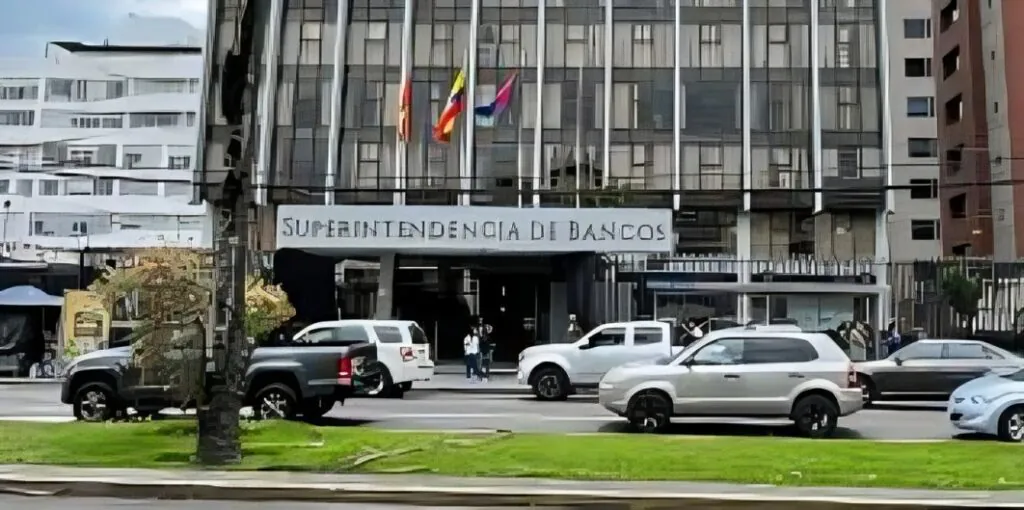 SUPERINTENDENCIA DE BANCOS